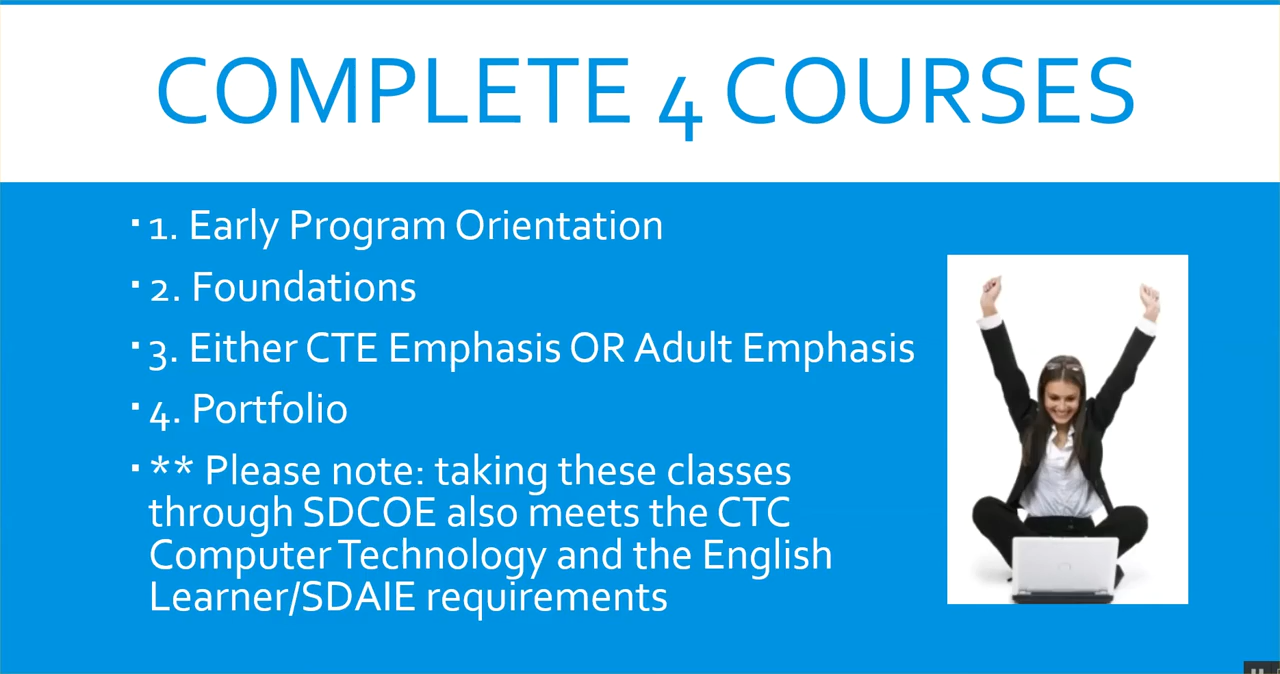 COMPLETE 4 COURSES
▪ 1. Early Program Orientation
▪ 2. Foundations
▪ 3. Either CTE Emphasis OR Adult Emphasis
▪ 4. Portfolio
▪ ** Please note: taking these classes
through SDCOE also meets the CTC
Computer Technology and the English
Learner/SDAIE requirements